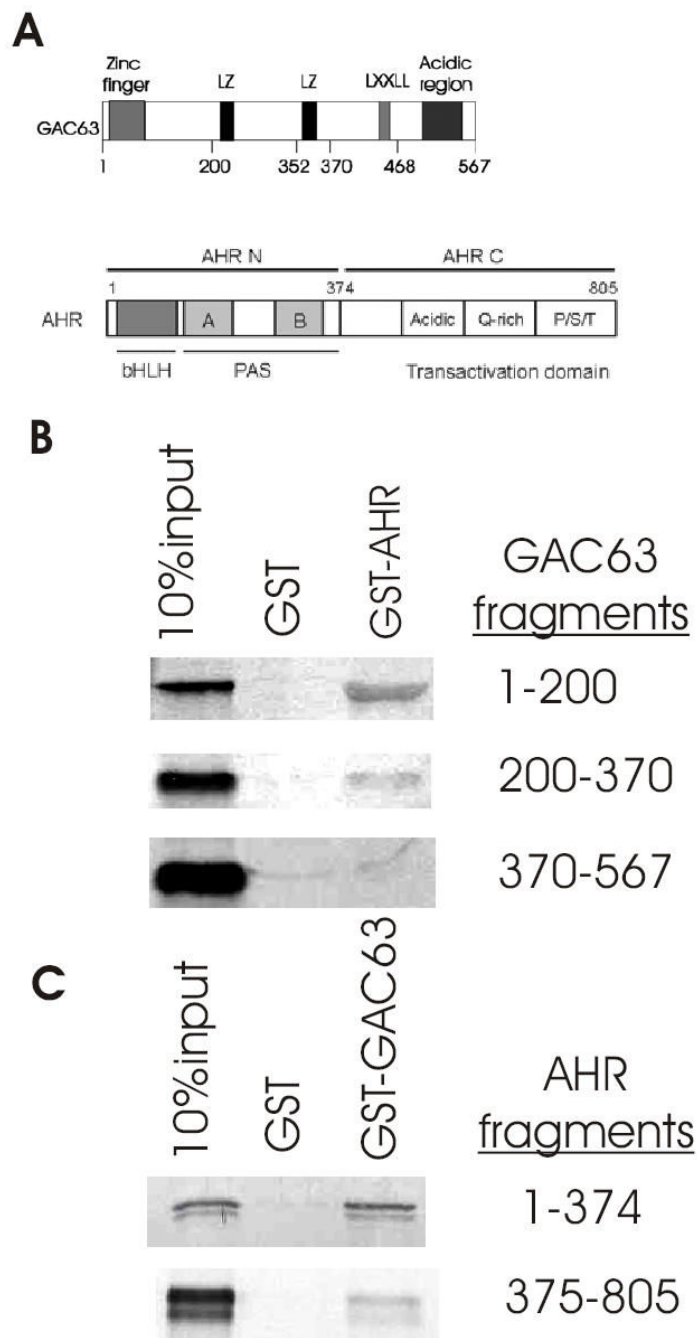 A
Zinc
finger
LZ
LZ
LXXLL
Acidic
region
GAC63
1
200
352
370
468
567
AHR N
AHR C
1
374
805
AHR
A
B
Acidic
Q-rich
P/S/T
bHLH
PAS
Transactivation domain
B
10%input
GST
GST-AHR
GAC63
fragments
1-200
200-370
370-567
C
10%input
GST
GST-GAC63
AHR
fragments
1-374
375-805